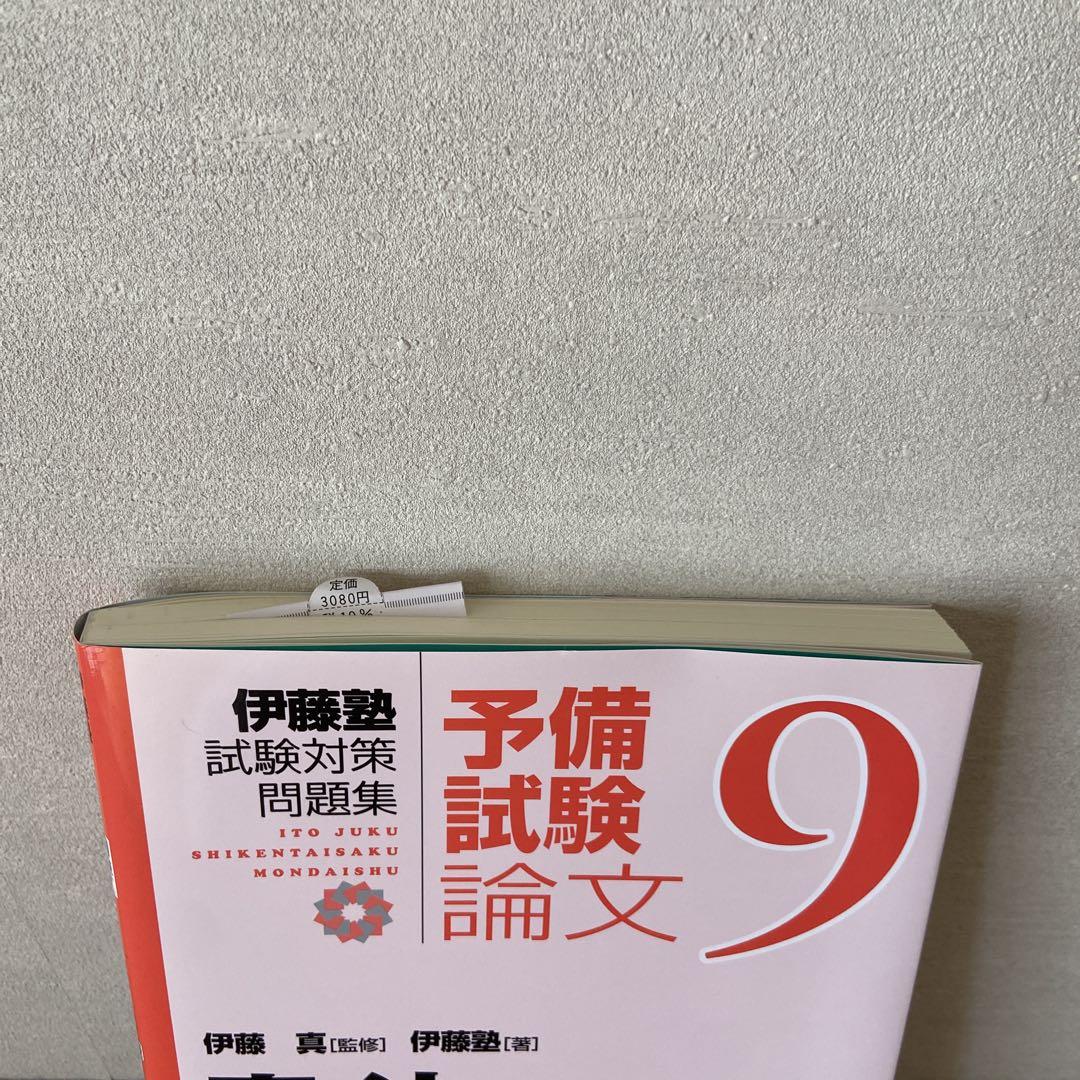 定価
3080円
10%
伊藤塾
試験対策
問題集
ITO JUKU
SHIKENTAISAKU
MONDAISHU
予備
試験
論文
9
伊藤 真[監修] 伊藤塾[著]